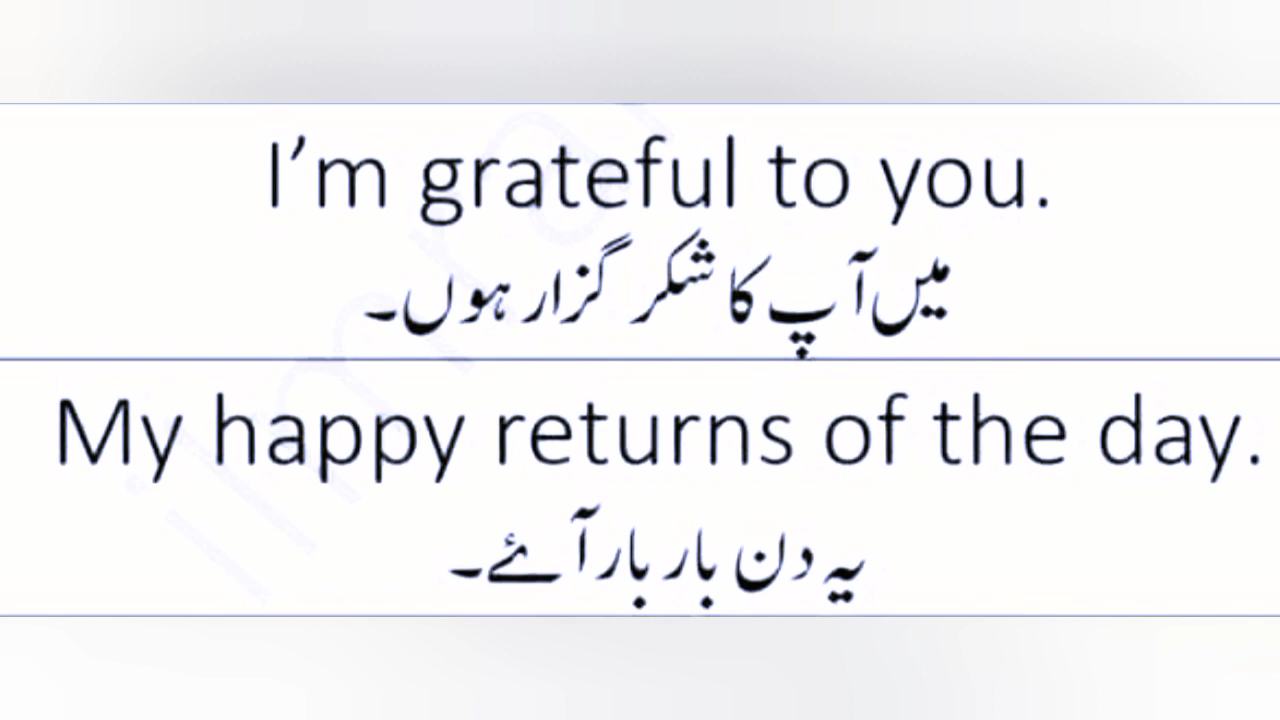 I’m grateful to you.
میں آپ کا شکر گزار ہوں۔
My happy returns of the day.
یہ دن بار بار آئے۔